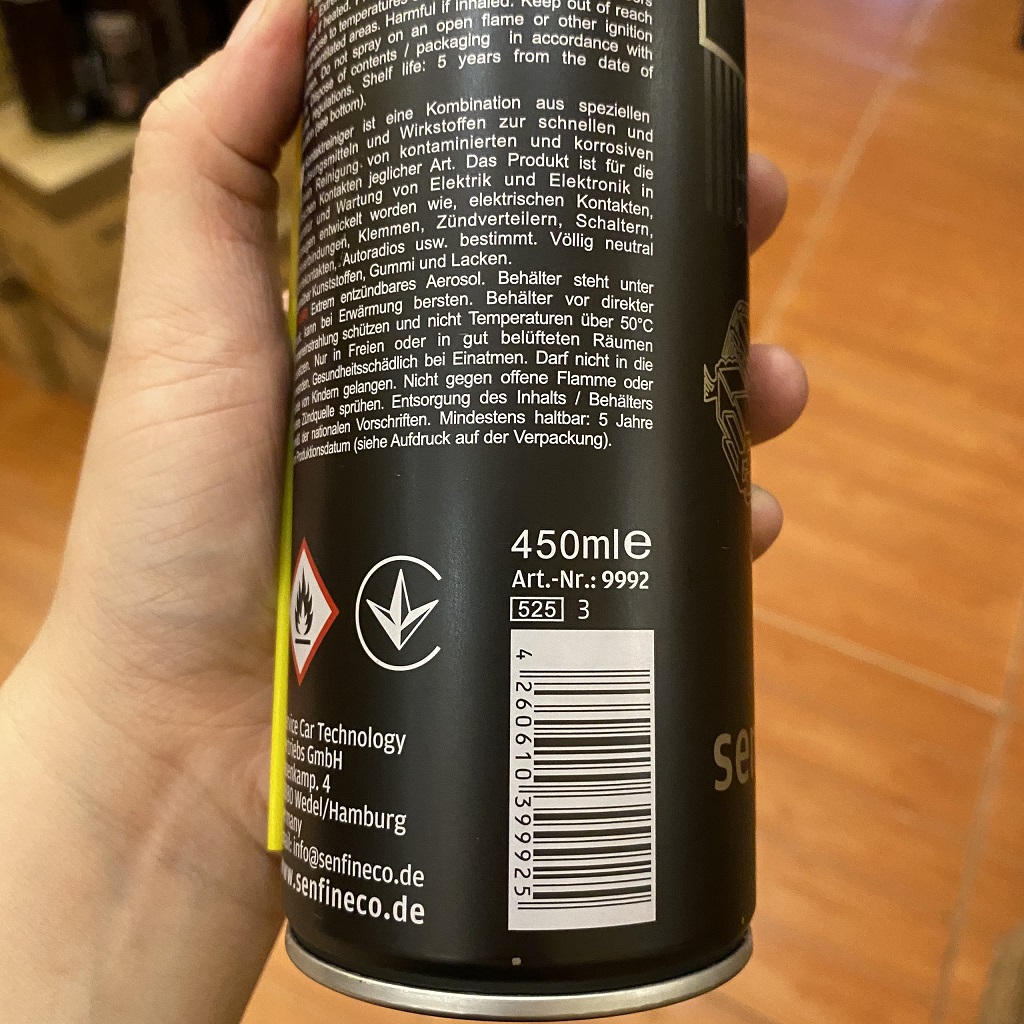 if heated.
to temperatures
areas. Harmful if inhaled. Keep out of reach
Do not spray on an open flame or other ignition
of contents / packaging in accordance with
Shelf life: 5 years from the date of
(see bottom).
ist eine Kombination aus speziellen
und Wirkstoffen zur schnellen und
Reinigung von kontaminierten und korrosiven
Kontakten jeglicher Art. Das Produkt ist für die
und Wartung von Elektrik und Elektronik in
entwickelt worden wie, elektrischen Kontakten,
Klemmen, Zündverteilern, Schaltern,
Autoradios usw. bestimmt. Völlig neutral
Kunststoffen, Gummi und Lacken.
Extrem entzündbares Aerosol. Behälter steht unter
kann bei Erwärmung bersten. Behälter vor direkter
schützen und nicht Temperaturen über 50°C
Nur in Freien oder in gut belüfteten Räumen
Gesundheitsschädlich bei Einatmen. Darf nicht in die
von Kindern gelangen. Nicht gegen offene Flamme oder
Zündquelle sprühen. Entsorgung des Inhalts / Behälters
der nationalen Vorschriften. Mindestens haltbar: 5 Jahre
Produktionsdatum (siehe Aufdruck auf der Verpackung).
450ml e
Art.-Nr.: 9992
525 3
4 260610 399925
Car Technology
GmbH
4
Wedel/Hamburg
info@senfineco.de
www.senfineco.de